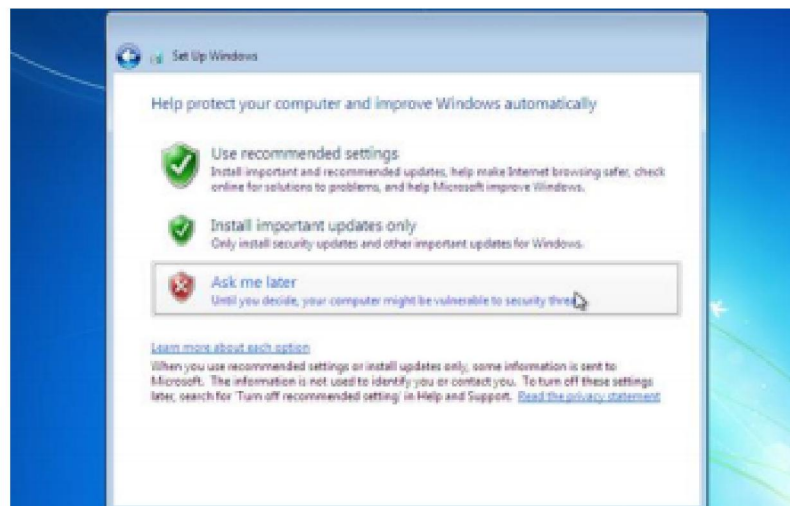 Set Up Windows
Help protect your computer and improve Windows automatically
Use recommended settings
Install important and recommended updates, help make Internet browsing safer, check
online for solutions to problems, and help Microsoft improve Windows.
Install important updates only
Only install security updates and other important updates for Windows.
Ask me later
Until you decide, your computer might be vulnerable to security
Learn more about each option
When you use recommended settings or install updates only, some information is sent to
Microsoft. The information is not used to identify you or contact you. To turn off these settings
later, search for 'Turn off recommended setting' in Help and Support. Read the privacy statement